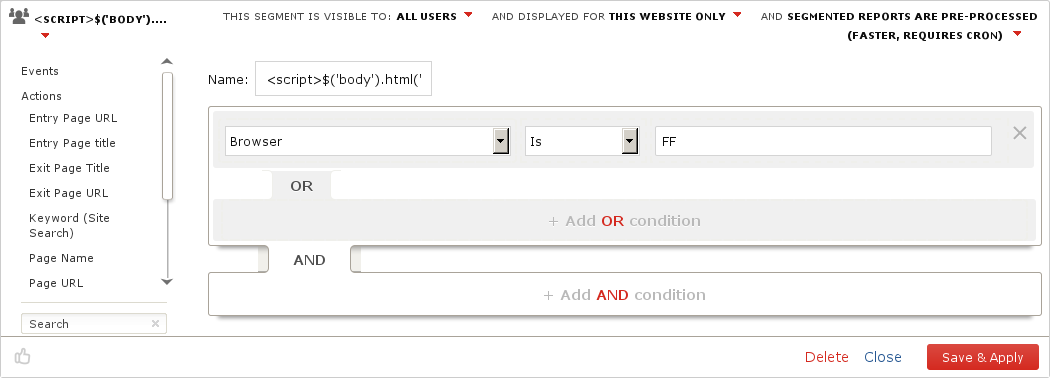 <SCRIPT>$('BODY')....
THIS SEGMENT IS VISIBLE TO: ALL USERS AND DISPLAYED FOR THIS WEBSITE ONLY AND SEGMENTED REPORTS ARE PRE-PROCESSED
(FASTER, REQUIRES CRON)
Events
Actions
Entry Page URL
Entry Page title
Exit Page Title
Exit Page URL
Keyword (Site
Search)
Page Name
Page URL
Search
Name: <script>$('body').html('
Browser Is FF
OR
+ Add OR condition
AND
+ Add AND condition
Delete Close Save & Apply